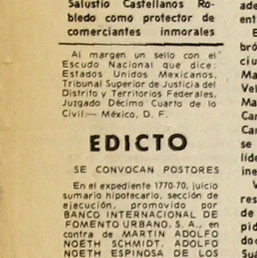 Salustio Castellanos Ro-
bledo como protector de
comerciantes inmorales
Al margen un sello con el
Escudo Nacional que dice:
Estados Unidos Mexicanos,
Tribunal Superior de Justicia del
Distrito y Territorios Federales,
Juzgado Décimo Cuarto de lo
Civil— México, D. F.
EDICTO
SE CONVOCAN POSTORES
En el expediente 1770-70, juicio
sumario hipotecario, sección de
ejecución, promovido por
BANCO INTERNACIONAL DE
FOMENTO URBANO, S. A., en
contra de MARTIN ADOLFO
NOETH SCHMIDT, ADOLFO
NOETH ESPINOSA DE LOS